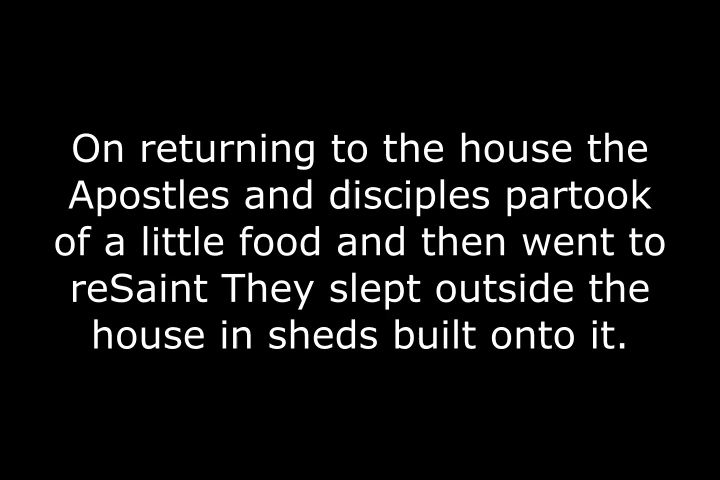 On returning to the house the
Apostles and disciples partook
of a little food and then went to
reSaint They slept outside the
house in sheds built onto it.